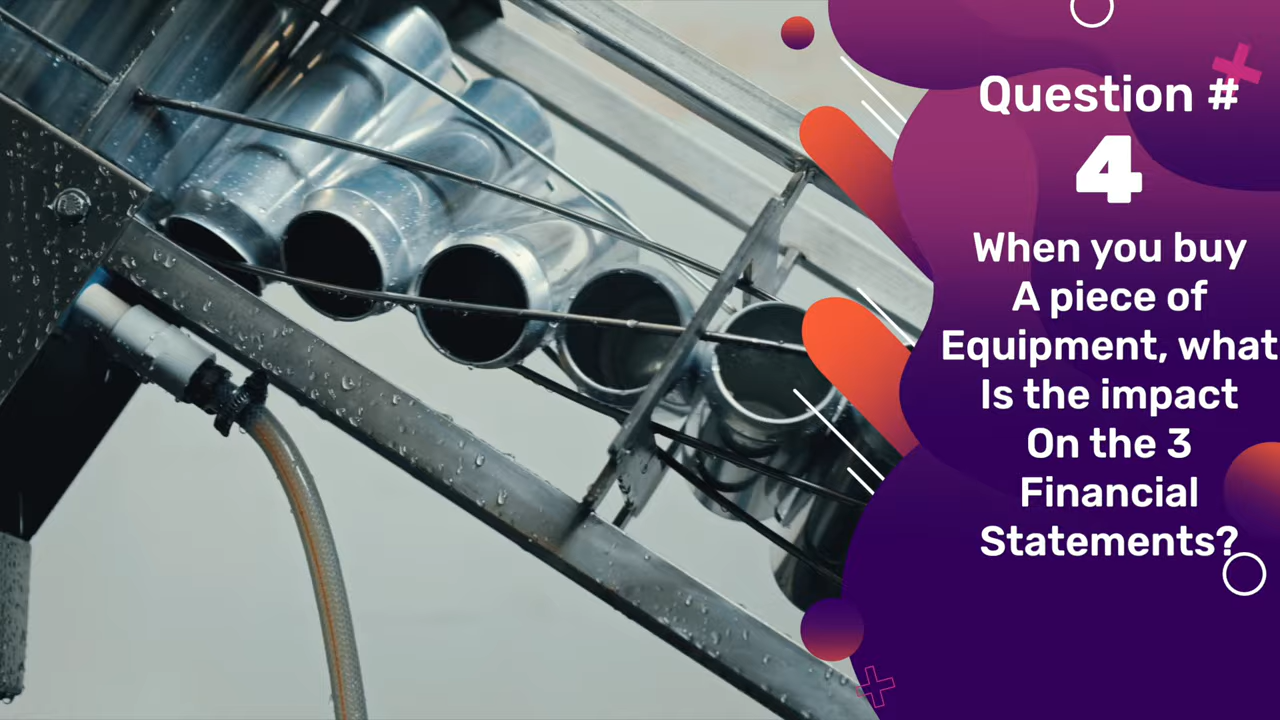 Question #
4
When you buy
A piece of
Equipment, what
Is the impact
On the 3
Financial
Statements?